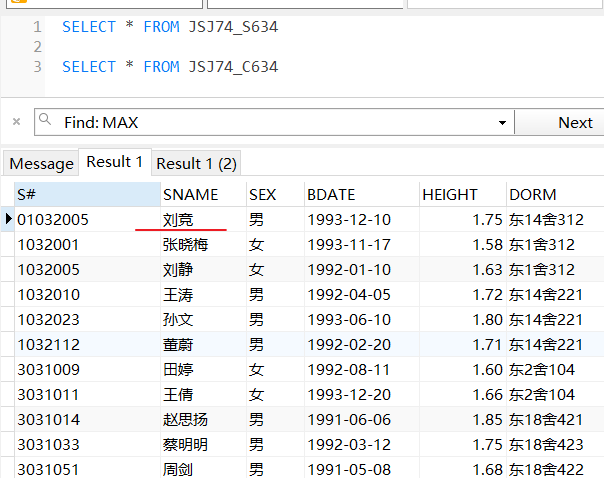 1 SELECT * FROM JSJ74_S634
2
3 SELECT * FROM JSJ74_C634
× Find: MAX Next
Message Result 1 Result 1 (2)
S# SNAME SEX BDATE HEIGHT DORM
01032005 刘竞 男 1993-12-10 1.75 东14舍312
1032001 张晓梅 女 1993-11-17 1.58 东1舍312
1032005 刘静 女 1992-01-10 1.63 东1舍312
1032010 王涛 男 1992-04-05 1.72 东14舍221
1032023 孙文 男 1993-06-10 1.80 东14舍221
1032112 董蔚 男 1992-02-20 1.71 东14舍221
3031009 田婷 女 1992-08-11 1.60 东2舍104
3031011 王倩 女 1993-12-20 1.66 东2舍104
3031014 赵思扬 男 1991-06-06 1.85 东18舍421
3031033 蔡明明 男 1992-03-12 1.75 东18舍423
3031051 周剑 男 1991-05-08 1.68 东18舍422